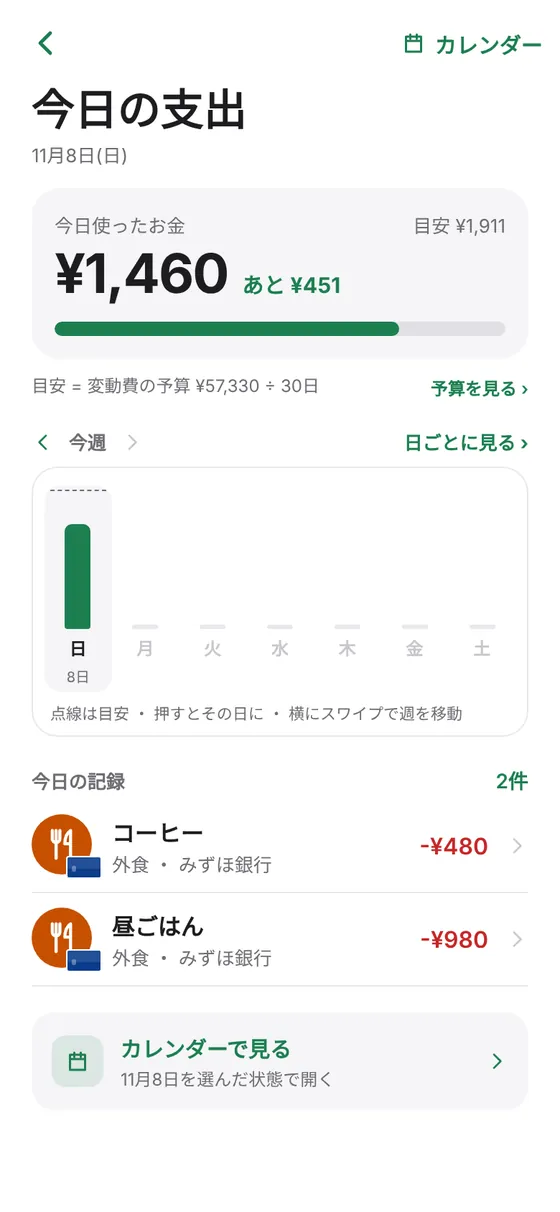 カレンダー
今日の支出
11月8日(日)
今日使ったお金 目安 ¥1,911
¥1,460 あと ¥451
目安 = 変動費の予算 ¥57,330 ÷ 30日 予算を見る ›
今週 日ごとに見る ›
日 月 火 水 木 金 土
8日
点線は目安 ・ 押すとその日に ・ 横にスワイプで週を移動
今日の記録 2件
コーヒー
外食 ・ みずほ銀行
-¥480
昼ごはん
外食 ・ みずほ銀行
-¥980
カレンダーで見る
11月8日を選んだ状態で開く